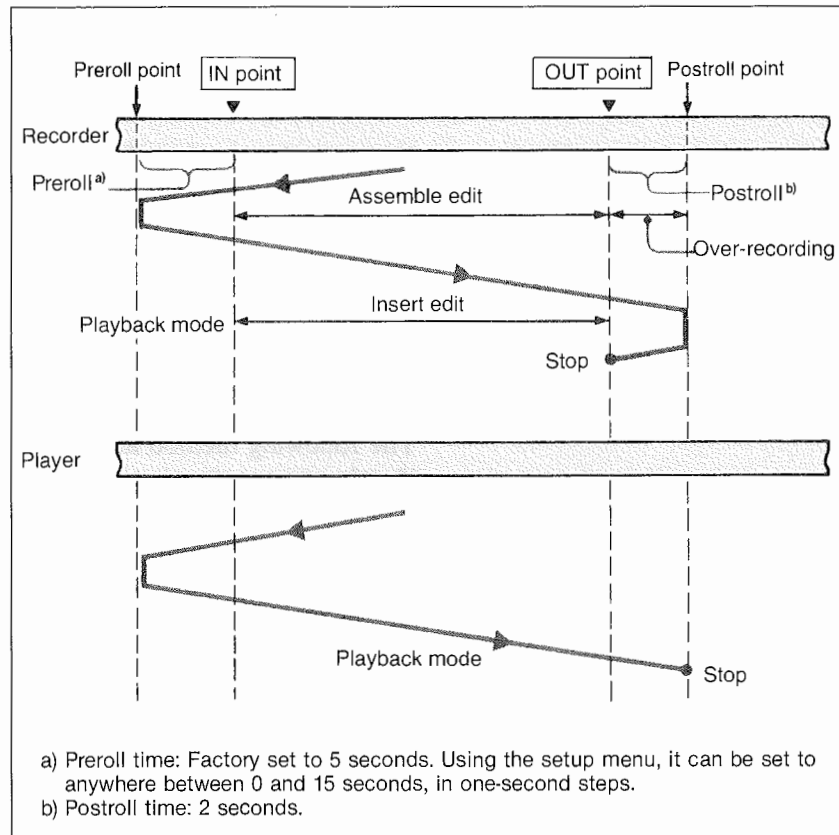 Preroll point
IN point
OUT point
Postroll point
Recorder
Preroll a)
Assemble edit
Postroll b)
Over-recording
Playback mode
Insert edit
Stop
Player
Playback mode
Stop
a) Preroll time: Factory set to 5 seconds. Using the setup menu, it can be set to
anywhere between 0 and 15 seconds, in one-second steps.
b) Postroll time: 2 seconds.